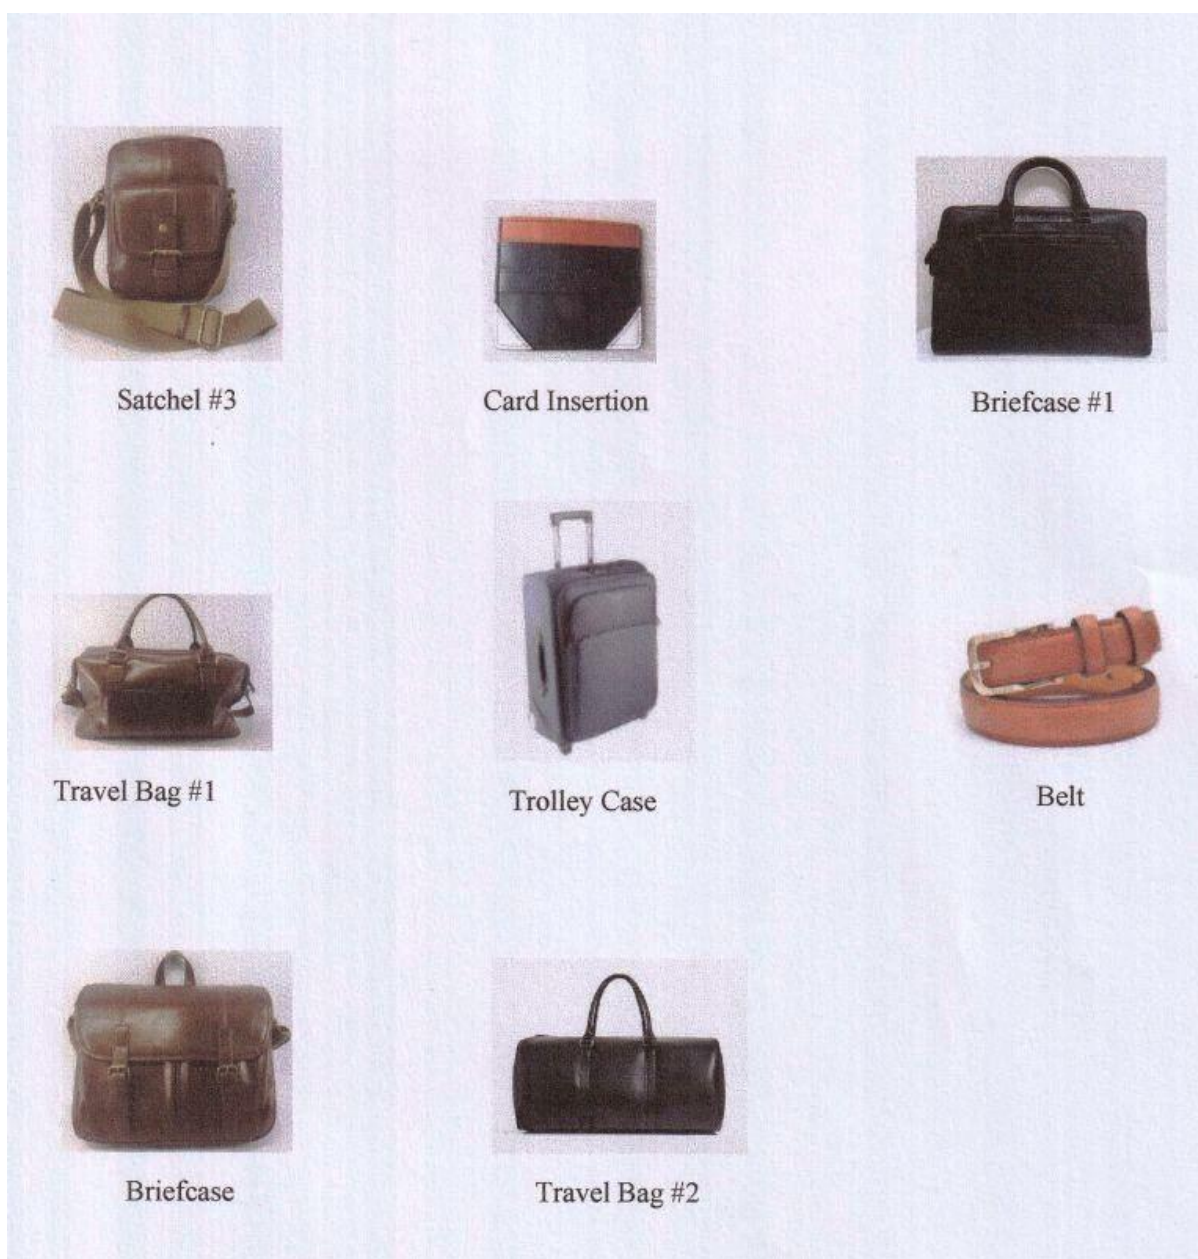 Satchel #3
Card Insertion
Briefcase #1
Travel Bag #1
Trolley Case
Belt
Briefcase
Travel Bag #2